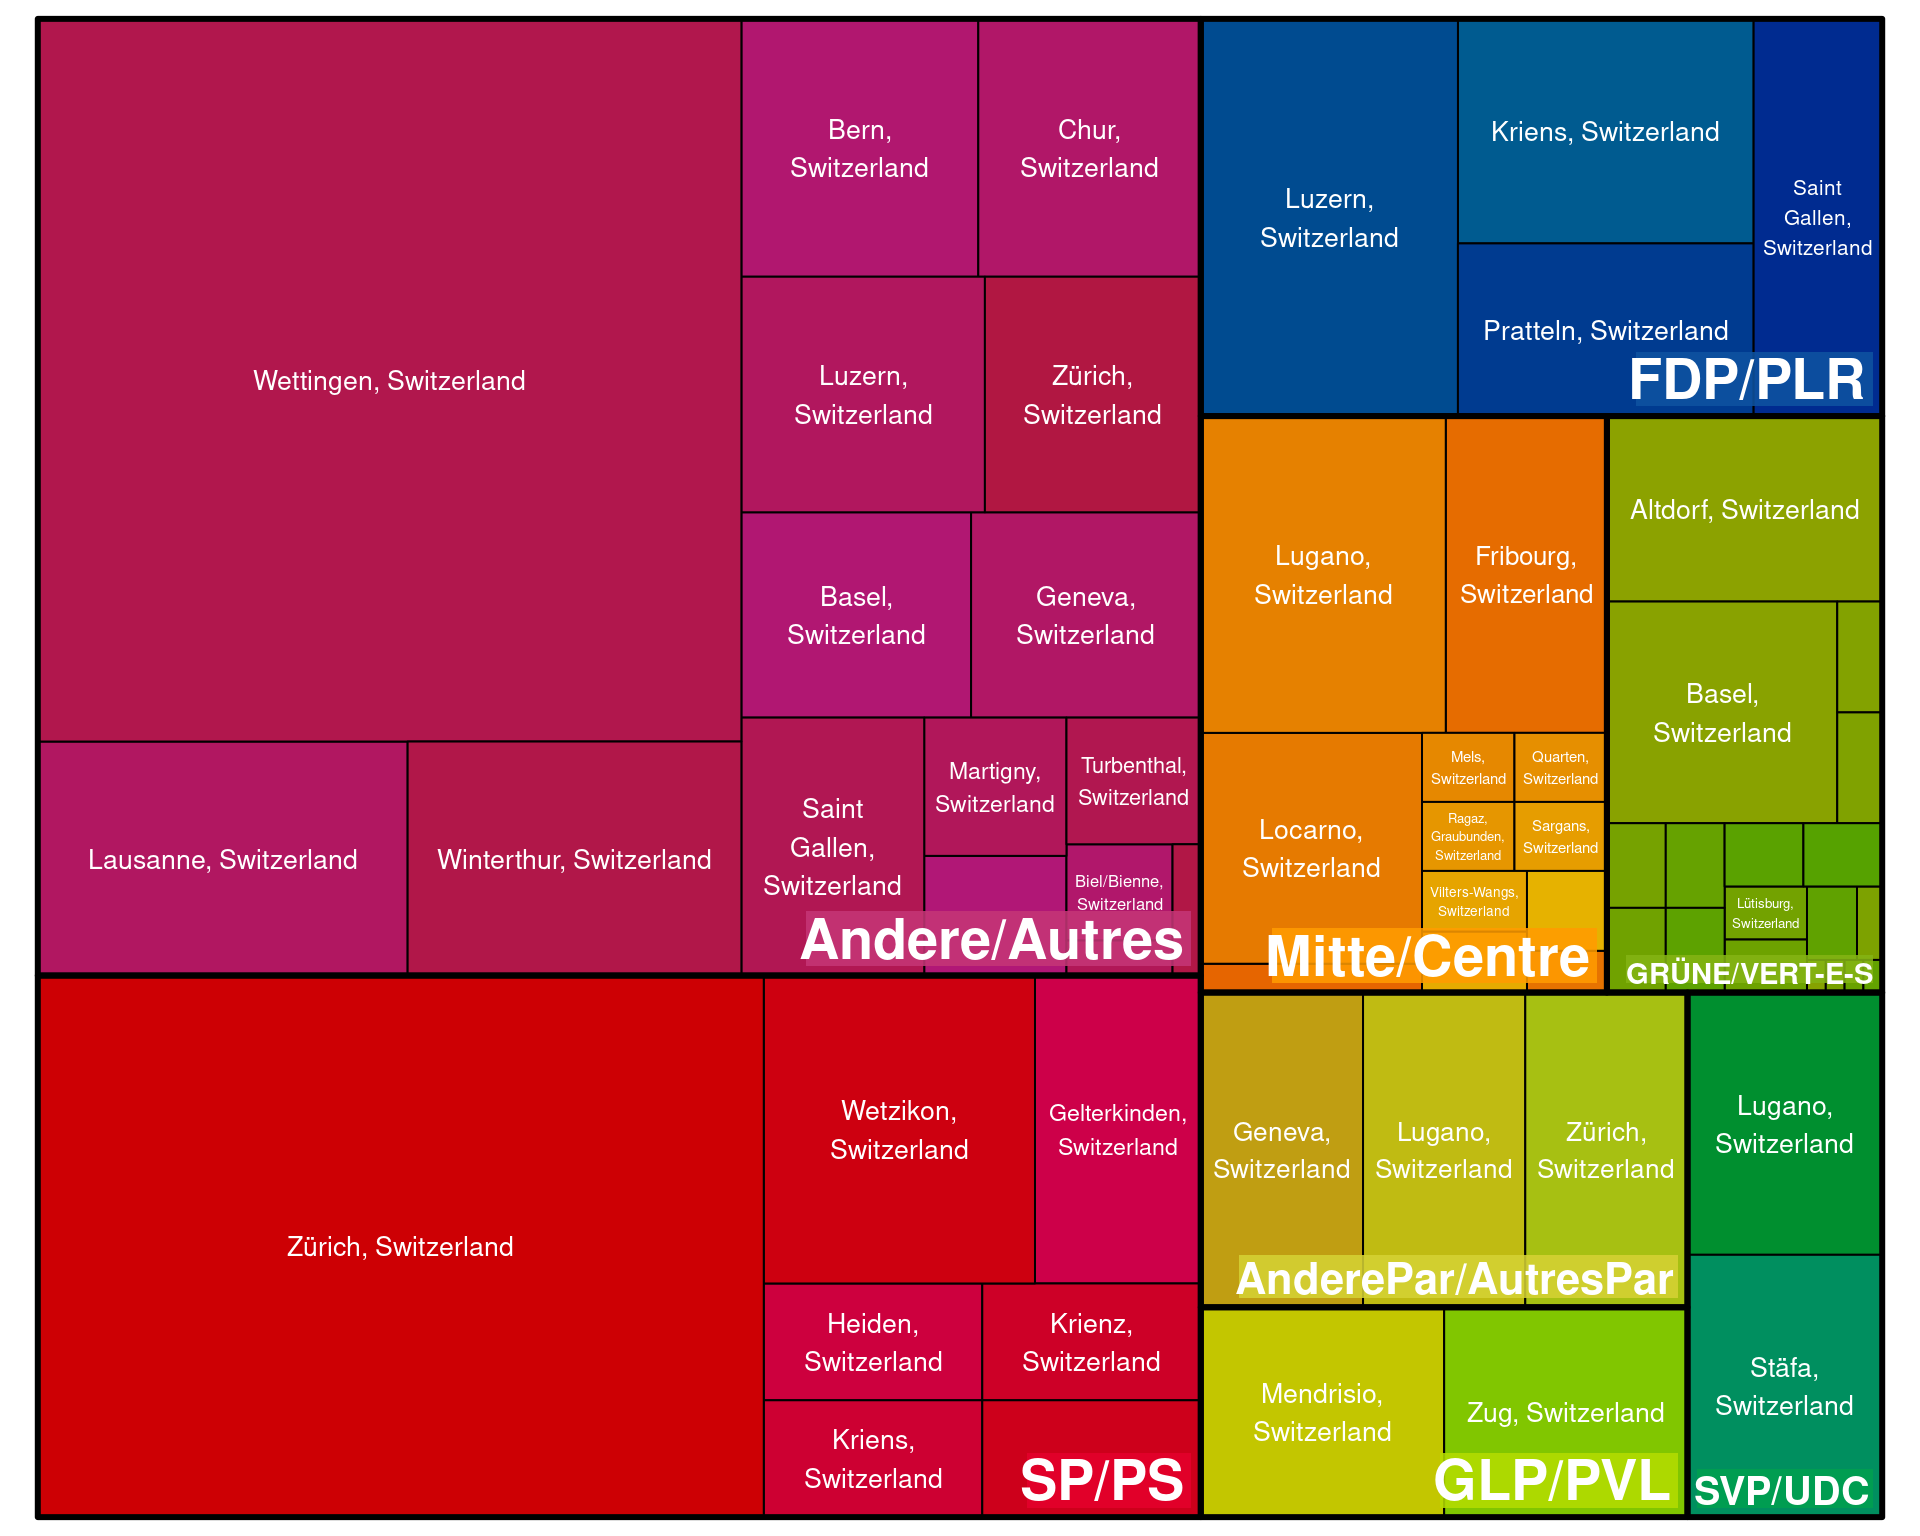 Wettingen, Switzerland
Lausanne, Switzerland
Winterthur, Switzerland
Bern,
Switzerland
Chur,
Switzerland
Luzern,
Switzerland
Zürich,
Switzerland
Basel,
Switzerland
Geneva,
Switzerland
Saint
Gallen,
Switzerland
Martigny,
Switzerland
Turbenthal,
Switzerland
Biel/Bienne,
Switzerland
Andere/Autres
Zürich, Switzerland
Wetzikon,
Switzerland
Gelterkinden,
Switzerland
Heiden,
Switzerland
Krienz,
Switzerland
Kriens,
Switzerland
SP/PS
Luzern,
Switzerland
Kriens, Switzerland
Pratteln, Switzerland
Saint
Gallen,
Switzerland
FDP/PLR
Lugano,
Switzerland
Fribourg,
Switzerland
Locarno,
Switzerland
Mels,
Switzerland
Quarten,
Switzerland
Ragaz,
Graubunden,
Switzerland
Sargans,
Switzerland
Vilters-Wangs,
Switzerland
Mitte/Centre
Altdorf, Switzerland
Basel,
Switzerland
Lütisburg,
Switzerland
GRÜNE/VERT-E-S
Geneva,
Switzerland
Lugano,
Switzerland
Zürich,
Switzerland
AnderePar/AutresPar
Mendrisio,
Switzerland
Zug, Switzerland
GLP/PVL
Lugano,
Switzerland
Stäfa,
Switzerland
SVP/UDC